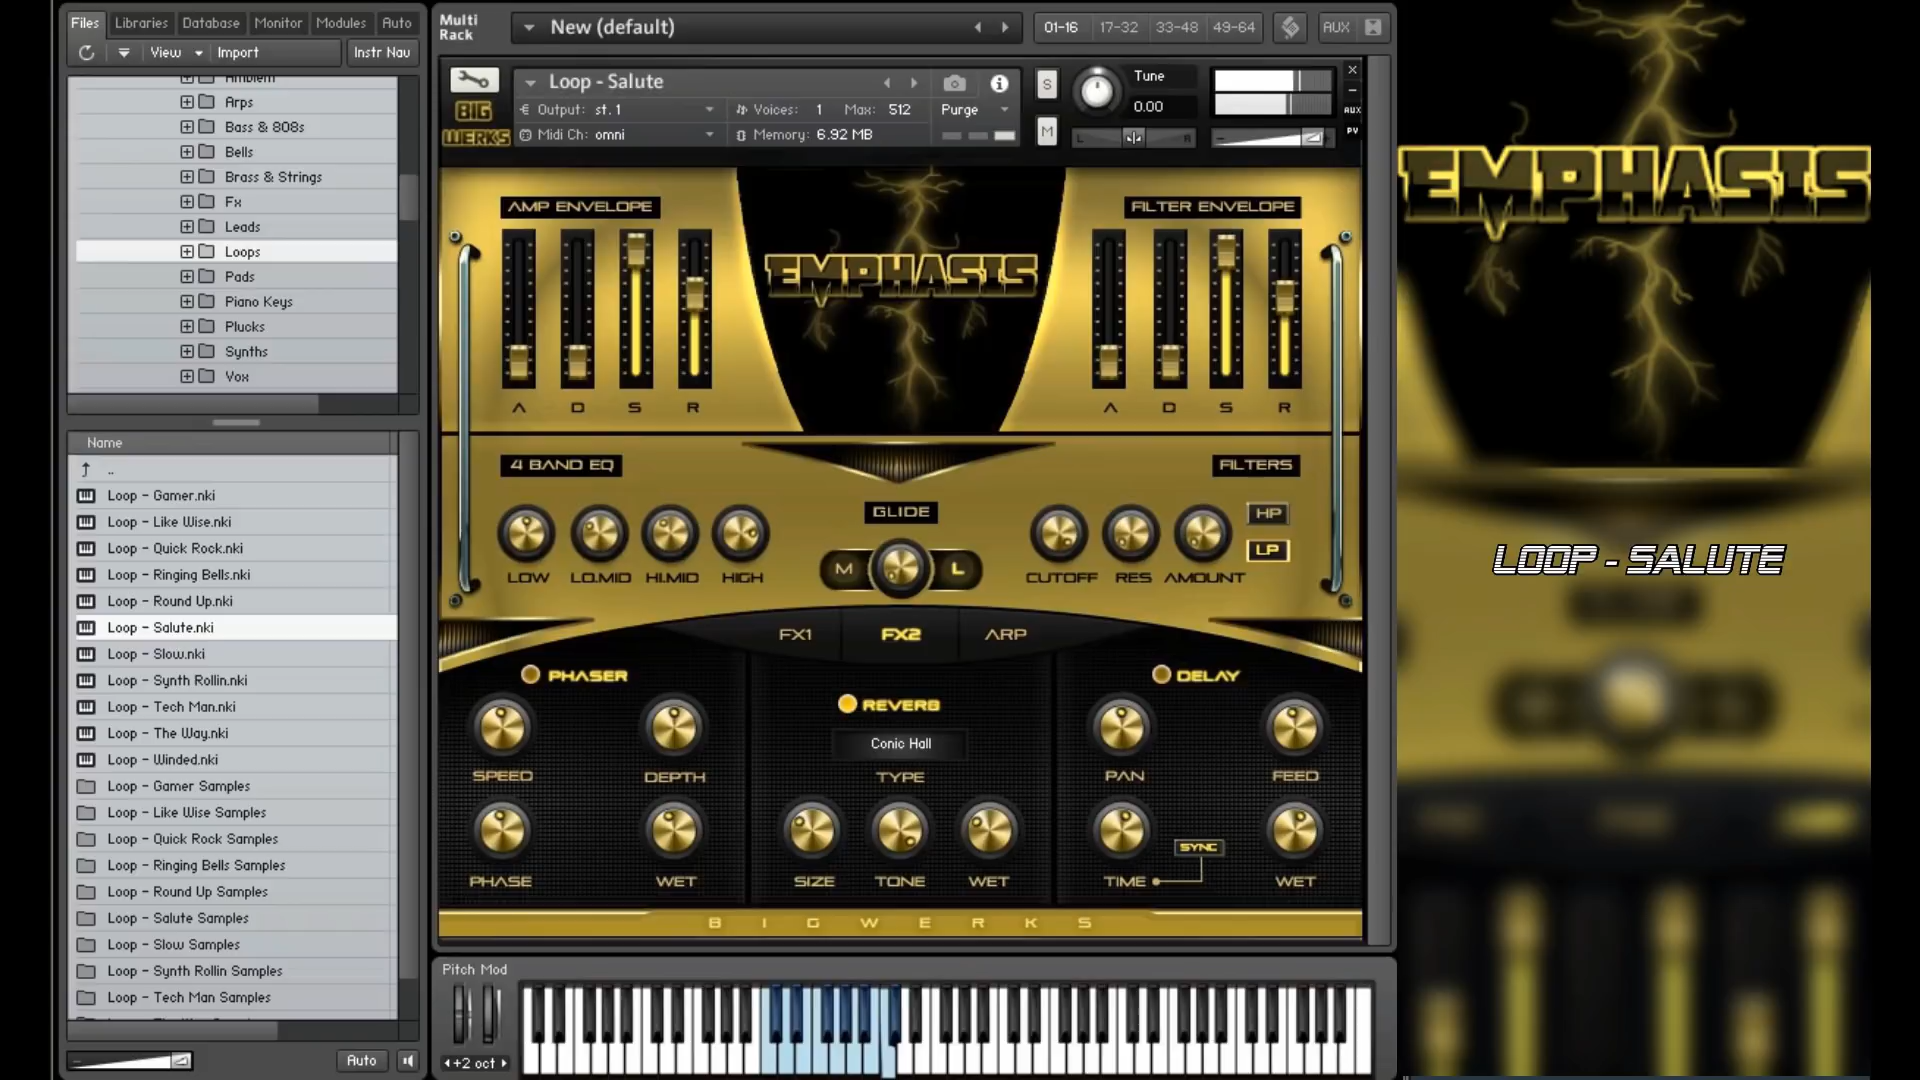 Files Libraries Database Monitor Modules Auto
View Import Instr Nav
Ambient
Arps
Bass & 808s
Bells
Brass & Strings
Fx
Leads
Loops
Pads
Piano Keys
Plucks
Synths
Vox
Name
..
Loop - Gamer.nki
Loop - Like Wise.nki
Loop - Quick Rock.nki
Loop - Ringing Bells.nki
Loop - Round Up.nki
Loop - Salute.nki
Loop - Slow.nki
Loop - Synth Rollin.nki
Loop - Tech Man.nki
Loop - The Way.nki
Loop - Winded.nki
Loop - Gamer Samples
Loop - Like Wise Samples
Loop - Quick Rock Samples
Loop - Ringing Bells Samples
Loop - Round Up Samples
Loop - Salute Samples
Loop - Slow Samples
Loop - Synth Rollin Samples
Loop - Tech Man Samples
Auto
Multi Rack
New (default)
01-16 17-32 33-48 49-64 AUX
BIG WERKS
Loop - Salute
Output: st. 1 Voices: 1 Max: 512 Purge
Midi Ch: omni Memory: 6.92 MB
S
M
Tune
0.00
L R
AUX
PV
AMP ENVELOPE
EMPHASIS
FILTER ENVELOPE
A D S R
A D S R
4 BAND EQ
GLIDE
FILTERS
HP
LP
M L
LOW LO.MID HI.MID HIGH
CUTOFF RES AMOUNT
FX1 FX2 ARP
PHASER
SPEED DEPTH
PHASE WET
REVERB
Conic Hall
TYPE
SIZE TONE WET
DELAY
PAN FEED
SYNC
TIME WET
BIGWERKS
Pitch Mod
+2 oct
EMPHASIS
LOOP - SALUTE